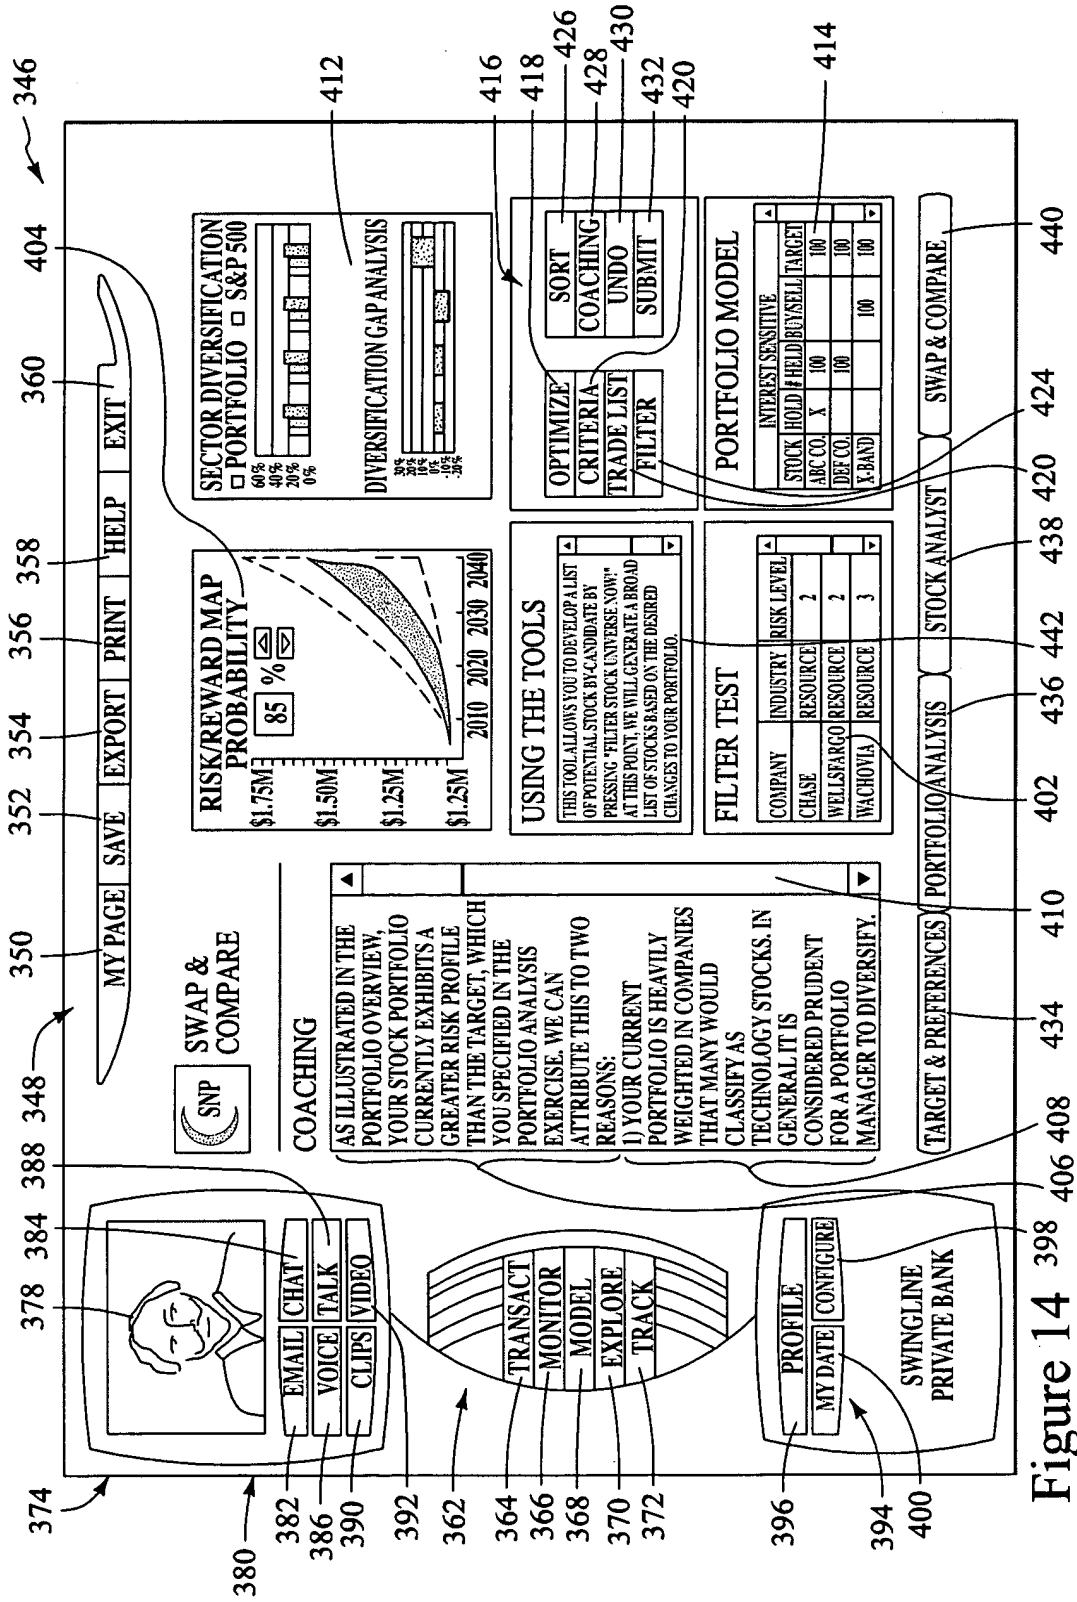 346
348
350
352
354
356
358
360
404
MY PAGE
SAVE
EXPORT
PRINT
HELP
EXIT
374
378
380
384
388
382
386
390
392
EMAIL
CHAT
VOICE
TALK
CLIPS
VIDEO
362
364
366
368
370
372
TRANSACT
MONITOR
MODEL
EXPLORE
TRACK
396
394
400
398
PROFILE
MY DATE
CONFIGURE
SWINGLINE
PRIVATE BANK
SNP
SWAP &
COMPARE
COACHING
AS ILLUSTRATED IN THE
PORTFOLIO OVERVIEW,
YOUR STOCK PORTFOLIO
CURRENTLY EXHIBITS A
GREATER RISK PROFILE
THAN THE TARGET, WHICH
YOU SPECIFIED IN THE
PORTFOLIO ANALYSIS
EXERCISE. WE CAN
ATTRIBUTE THIS TO TWO
REASONS:
1) YOUR CURRENT
PORTFOLIO IS HEAVILY
WEIGHTED IN COMPANIES
THAT MANY WOULD
CLASSIFY AS
TECHNOLOGY STOCKS. IN
GENERAL IT IS
CONSIDERED PRUDENT
FOR A PORTFOLIO
MANAGER TO DIVERSIFY.
406
408
410
RISK/REWARD MAP
PROBABILITY
85 %
$1.75M
$1.50M
$1.25M
$1.25M
2010 2020 2030 2040
SECTOR DIVERSIFICATION
PORTFOLIO S&P 500
60%
40%
20%
0%
DIVERSIFICATION GAP ANALYSIS
30%
20%
10%
0%
-10%
-20%
412
USING THE TOOLS
THIS TOOL ALLOWS YOU TO DEVELOP A LIST
OF POTENTIAL STOCK BY-CANDIDATE BY
PRESSING "FILTER STOCK UNIVERSE NOW!"
AT THIS POINT, WE WILL GENERATE A BROAD
LIST OF STOCKS BASED ON THE DESIRED
CHANGES TO YOUR PORTFOLIO.
442
OPTIMIZE
CRITERIA
TRADE LIST
FILTER
SORT
COACHING
UNDO
SUBMIT
416
418
426
428
430
432
420
414
424
420
FILTER TEST
COMPANY INDUSTRY RISK LEVEL
CHASE RESOURCE 2
WELLSFARGO RESOURCE 2
WACHOVIA RESOURCE 3
402
PORTFOLIO MODEL
INTEREST SENSITIVE
STOCK HOLD # HELD BUY/SELL TARGET
ABC CO. X 100 100
DEF CO. 100 100
X-BAND 100 100
TARGET & PREFERENCES
PORTFOLIO ANALYSIS
STOCK ANALYST
SWAP & COMPARE
434
436
438
440
Figure 14